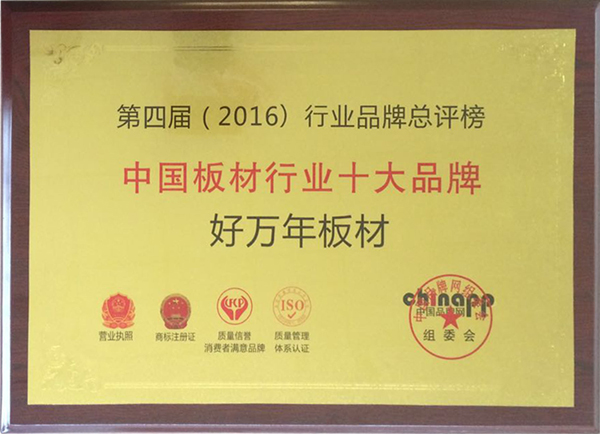 第四届（2016）行业品牌总评榜
中国板材行业十大品牌
好万年板材
营业执照
商标注册证
质量信誉
消费者满意品牌
ISO
质量管理
体系认证
chinapp
中国品牌网
组委会